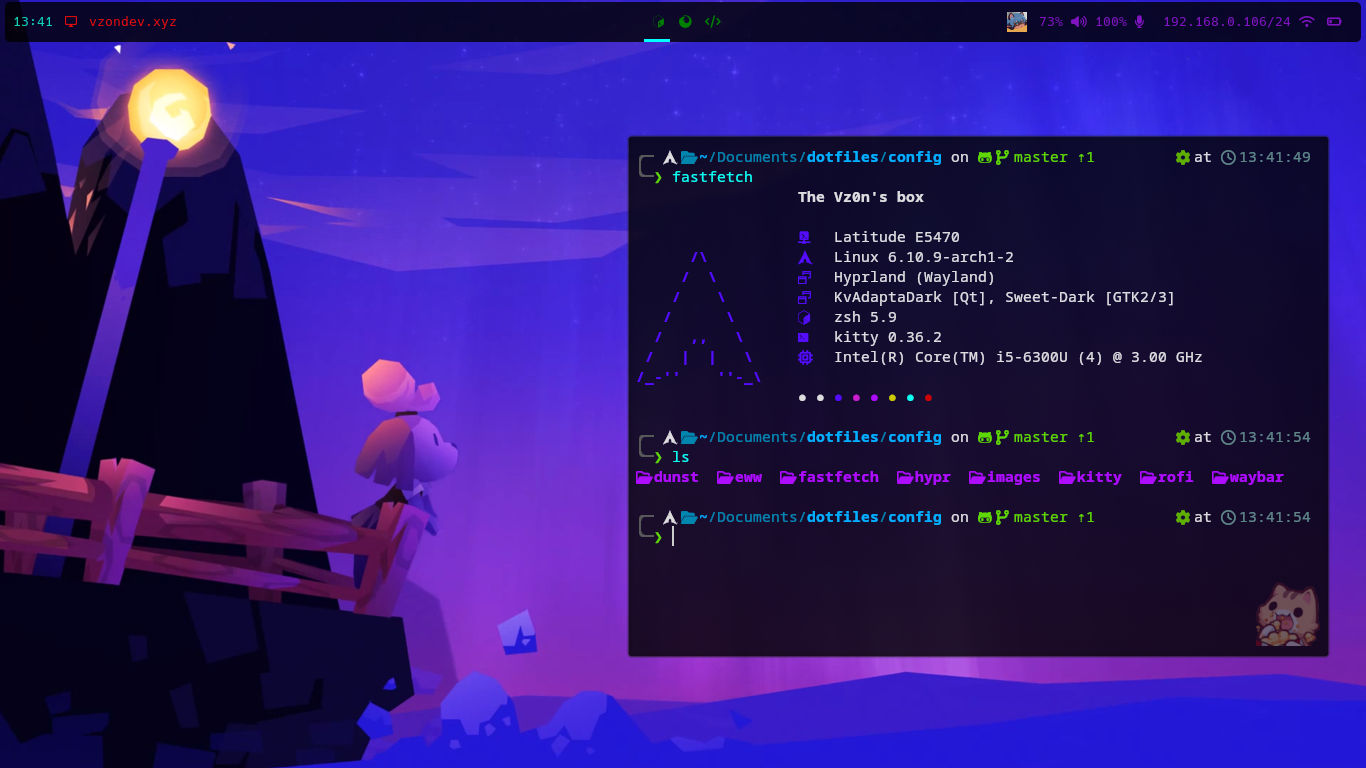 13:41 vzondev.xyz </> 73% 100% 192.168.0.106/24
~/Documents/dotfiles/config on master ↑1 at 13:41:49
❯ fastfetch
The Vz0n's box
Latitude E5470
/\ Linux 6.10.9-arch1-2
/ \ Hyprland (Wayland)
/ \ KvAdaptaDark [Qt], Sweet-Dark [GTK2/3]
/ \ zsh 5.9
/ ,, \ kitty 0.36.2
/ | | \ Intel(R) Core(TM) i5-6300U (4) @ 3.00 GHz
/_-'' ''-_\
~/Documents/dotfiles/config on master ↑1 at 13:41:54
❯ ls
dunst eww fastfetch hypr images kitty rofi waybar
~/Documents/dotfiles/config on master ↑1 at 13:41:54
❯